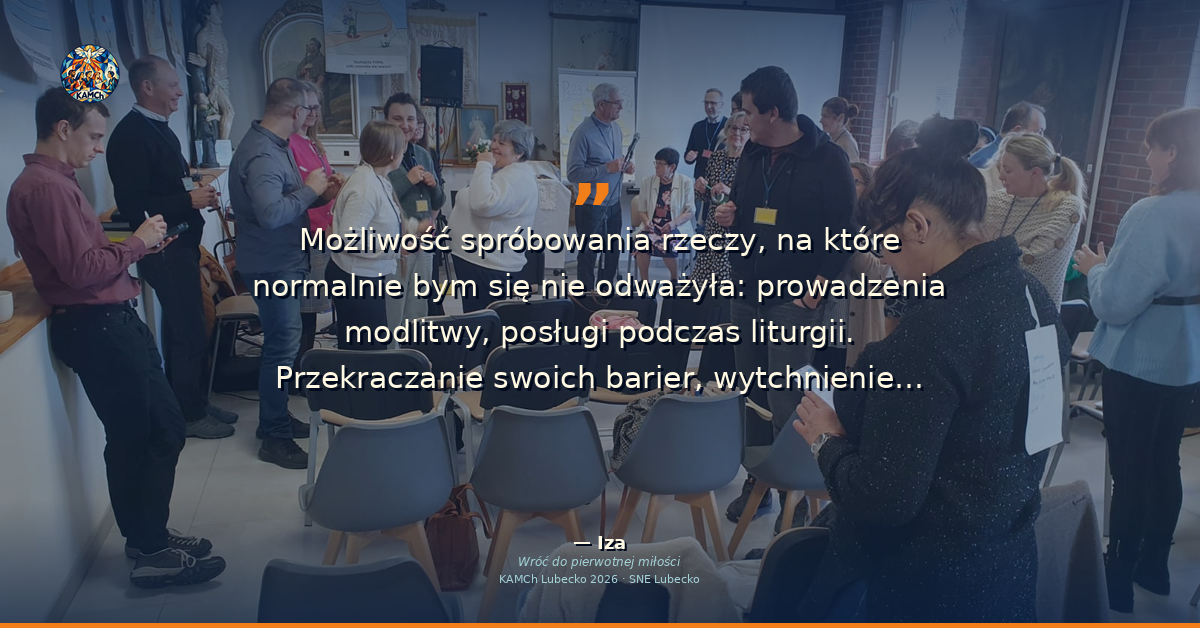 KAMCh
”
Możliwość spróbowania rzeczy, na które
normalnie bym się nie odważyła: prowadzenia
modlitwy, posługi podczas liturgii.
Przekraczanie swoich barier, wytchnienie...
— Iza
Wróć do pierwotnej miłości
KAMCh Lubecko 2026 · SNE Lubecko